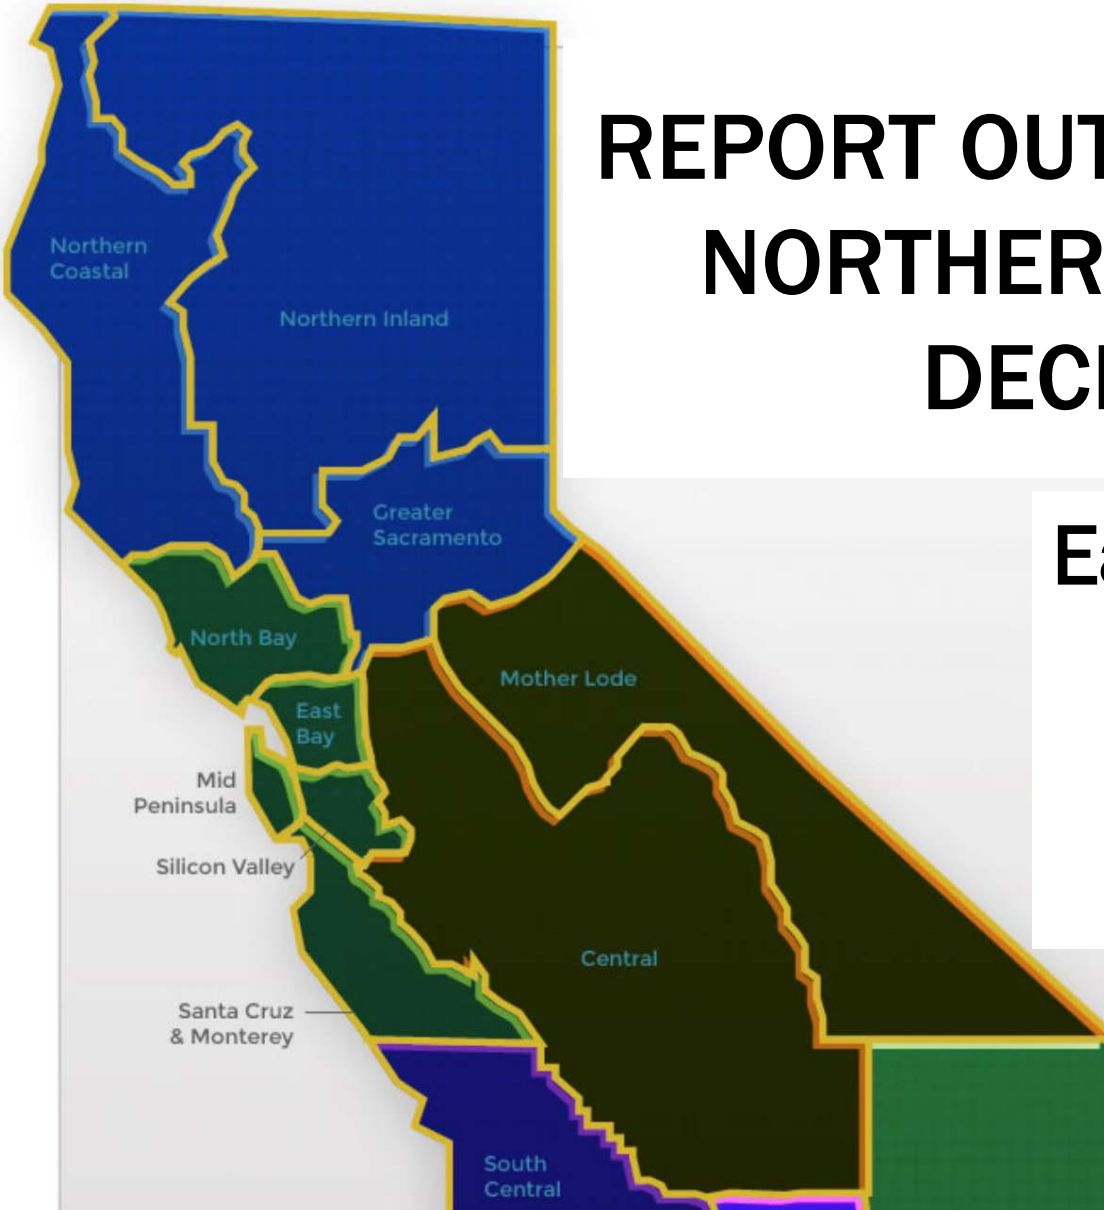 REPORT OUT
NORTHER
DECE
Ea
Northern
Coastal
Northern Inland
Greater
Sacramento
North Bay
Mother Lode
East
Bay
Mid
Peninsula
Silicon Valley
Central
Santa Cruz
& Monterey
South
Central